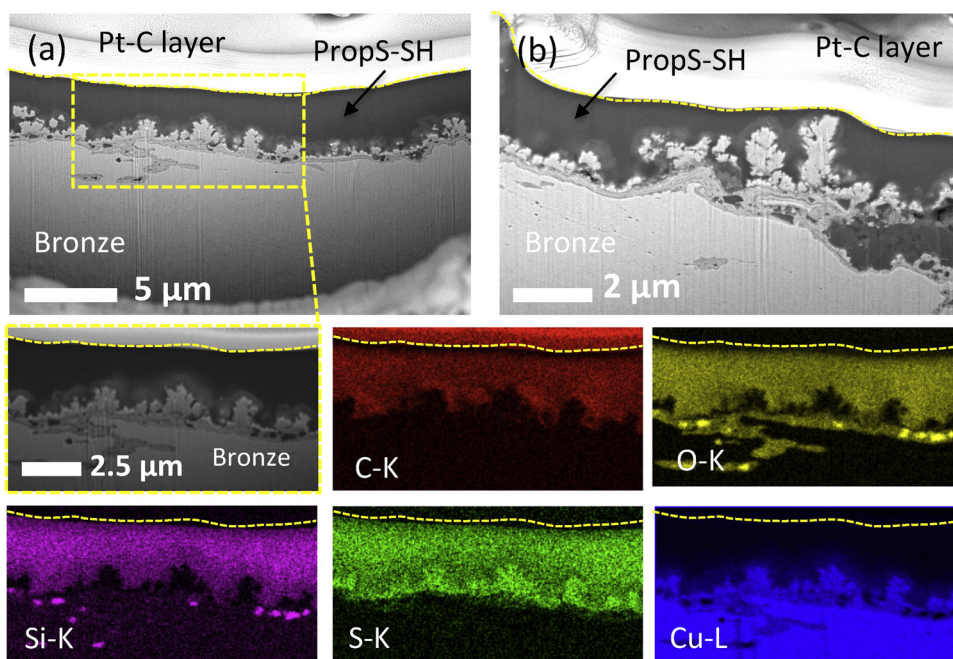 (a)
Pt-C layer
PropS-SH
Bronze
5 μm
(b)
Pt-C layer
PropS-SH
Bronze
2 μm
2.5 μm
Bronze
C-K
O-K
Si-K
S-K
Cu-L